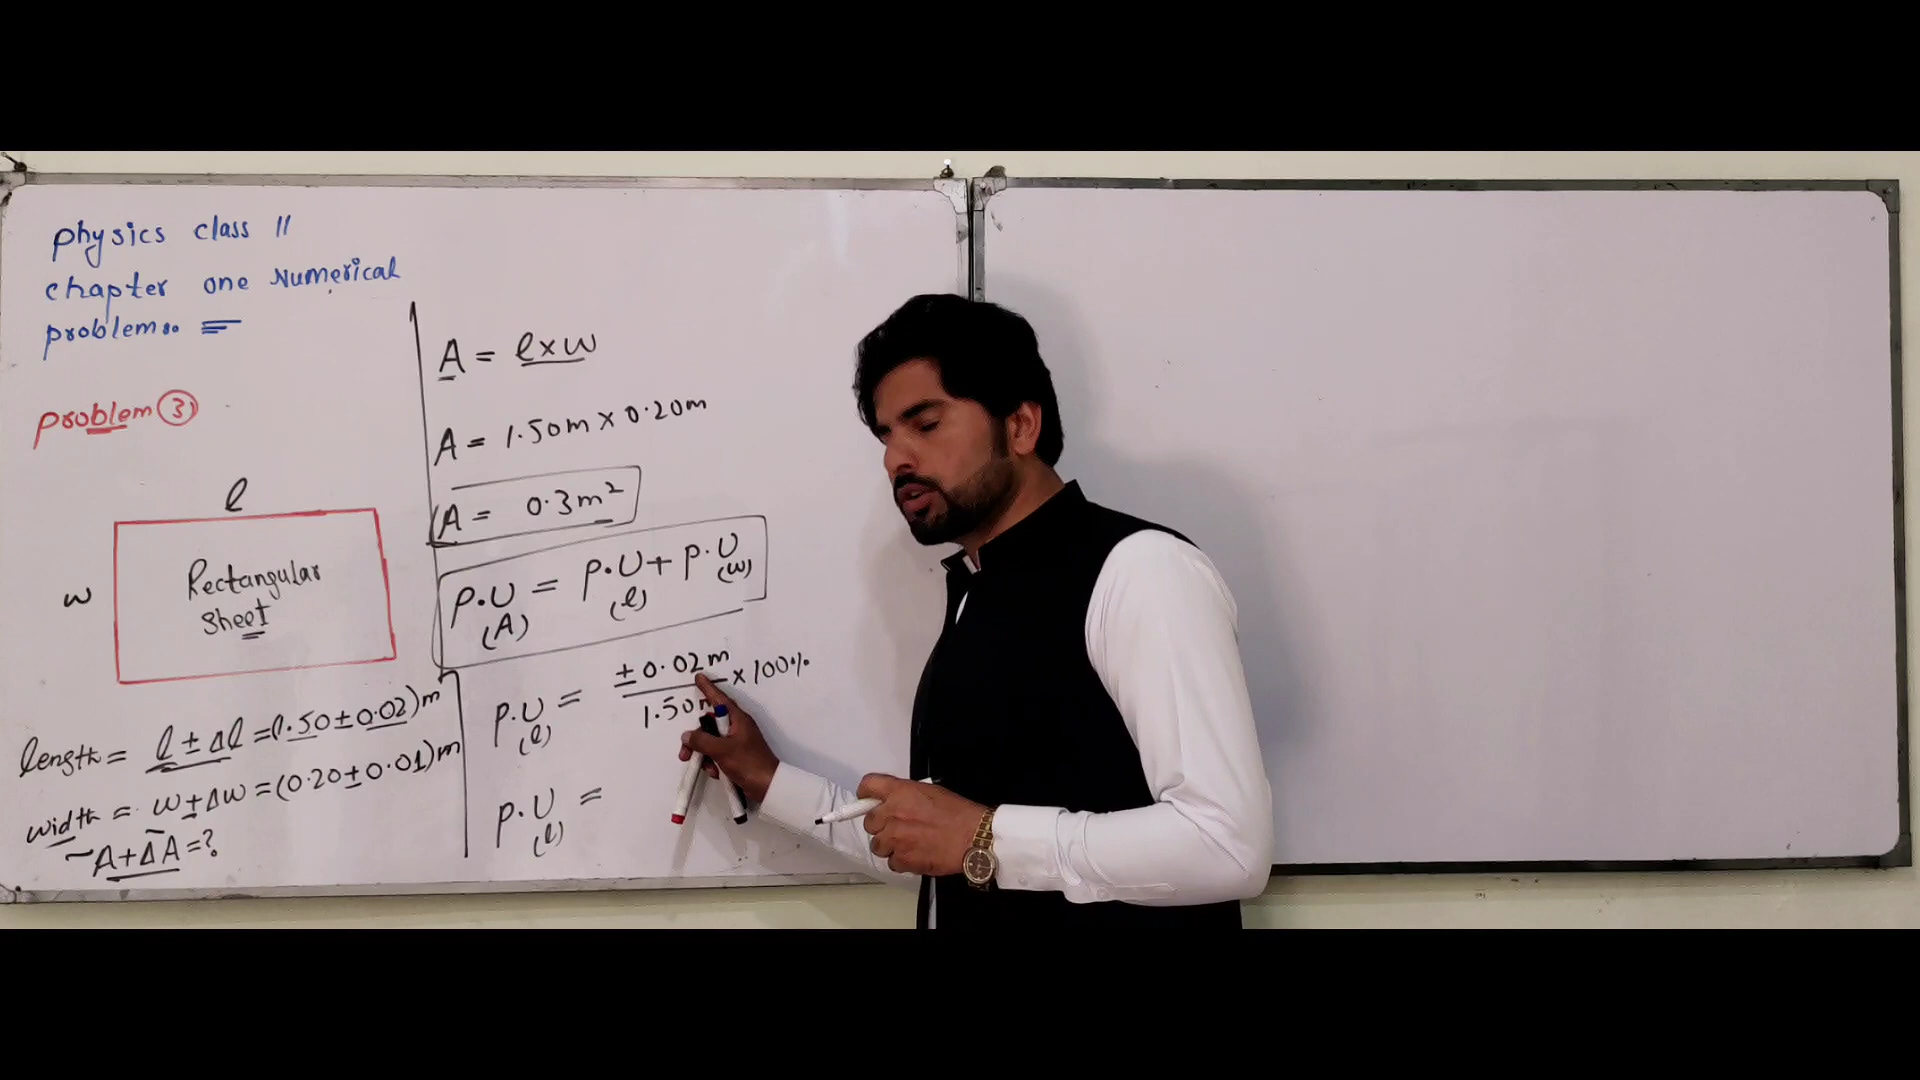 Physics class 11
chapter one Numerical
problems.
problem (3)
l
w
Rectangular
Sheet
length = l ± Δl = (1.50 ± 0.02)m
width = w ± Δw = (0.20 ± 0.01)m
A + ΔA = ?
A = l x w
A = 1.50m x 0.20m
A = 0.3m²
P.U = P.U + P.U
(A) (l) (w)
P.U = ± 0.02m x 100%
(l) 1.50m
P.U =
(l)